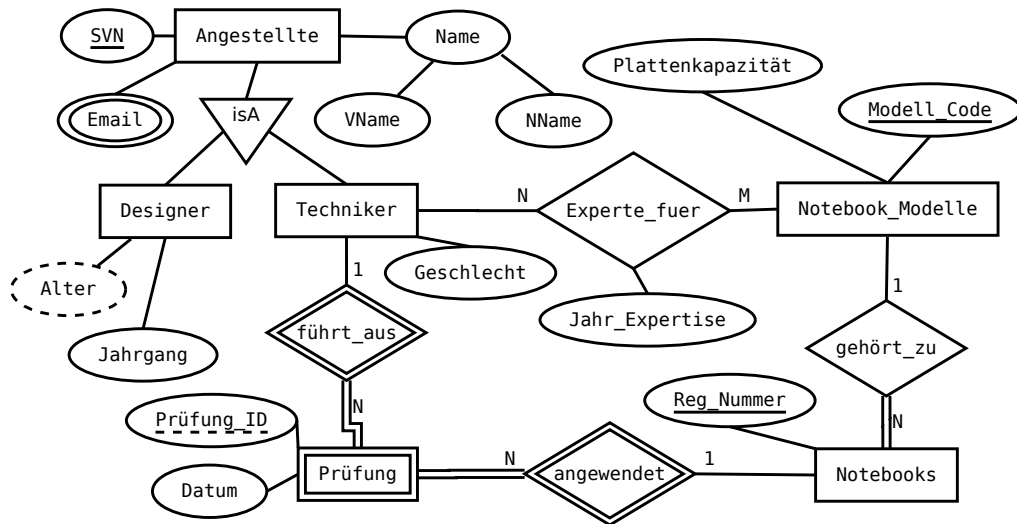 SVN
Angestellte
Name
Plattenkapazität
Email
isA
VName
NName
Modell_Code
Designer
Techniker
N
Experte_fuer
M
Notebook_Modelle
Alter
1
Geschlecht
1
Jahrgang
führt_aus
Jahr_Expertise
gehört_zu
Prüfung_ID
N
Reg_Nummer
N
Datum
Prüfung
N
angewendet
1
Notebooks